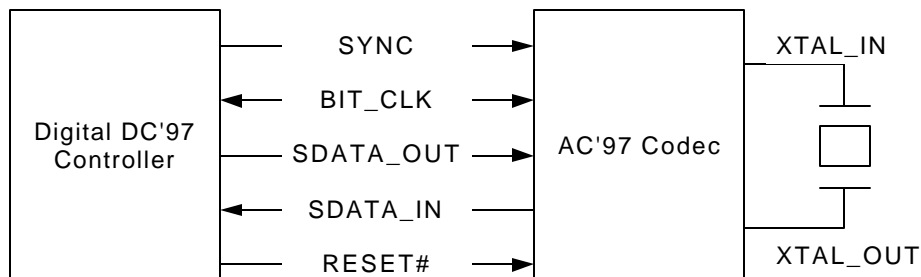 SYNC
XTAL_IN
BIT_CLK
Digital DC'97
Controller
SDATA_OUT
AC'97 Codec
SDATA_IN
RESET#
XTAL_OUT